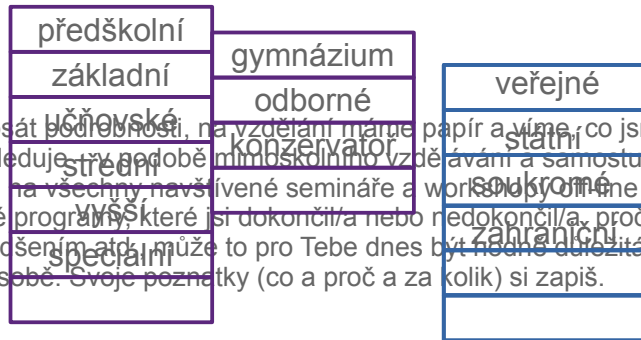 předškolní
základní
učňovské
střední
vyšší
speciální
gymnázium
odborné
konzervatoř
veřejné
státní
soukromé
zahraniční
sát podrobnosti, na vzdělání máme papír a víme, co js
leduje – v podobě mimoškolního vzdělávání a samostu
na všechny navštívené semináře a workshopy off-line
é programy, které jsi dokončil/a nebo nedokončil/a, proč
dšením atd., může to pro Tebe dnes být hodně důležitá
sobě. Svoje poznatky (co a proč a za kolik) si zapiš.